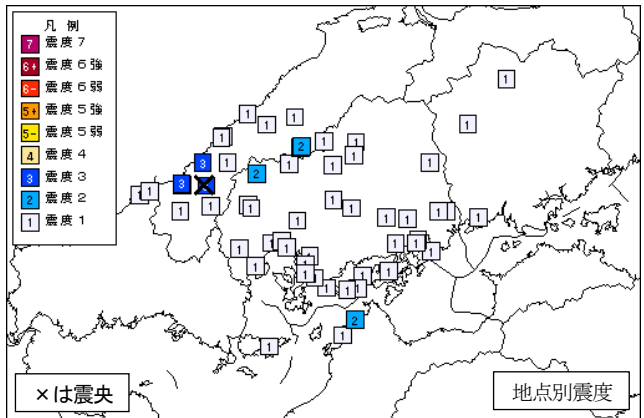 凡 例
7 震度7
6+ 震度6強
6- 震度6弱
5+ 震度5強
5- 震度5弱
4 震度4
3 震度3
2 震度2
1 震度1
×は震央
地点別震度